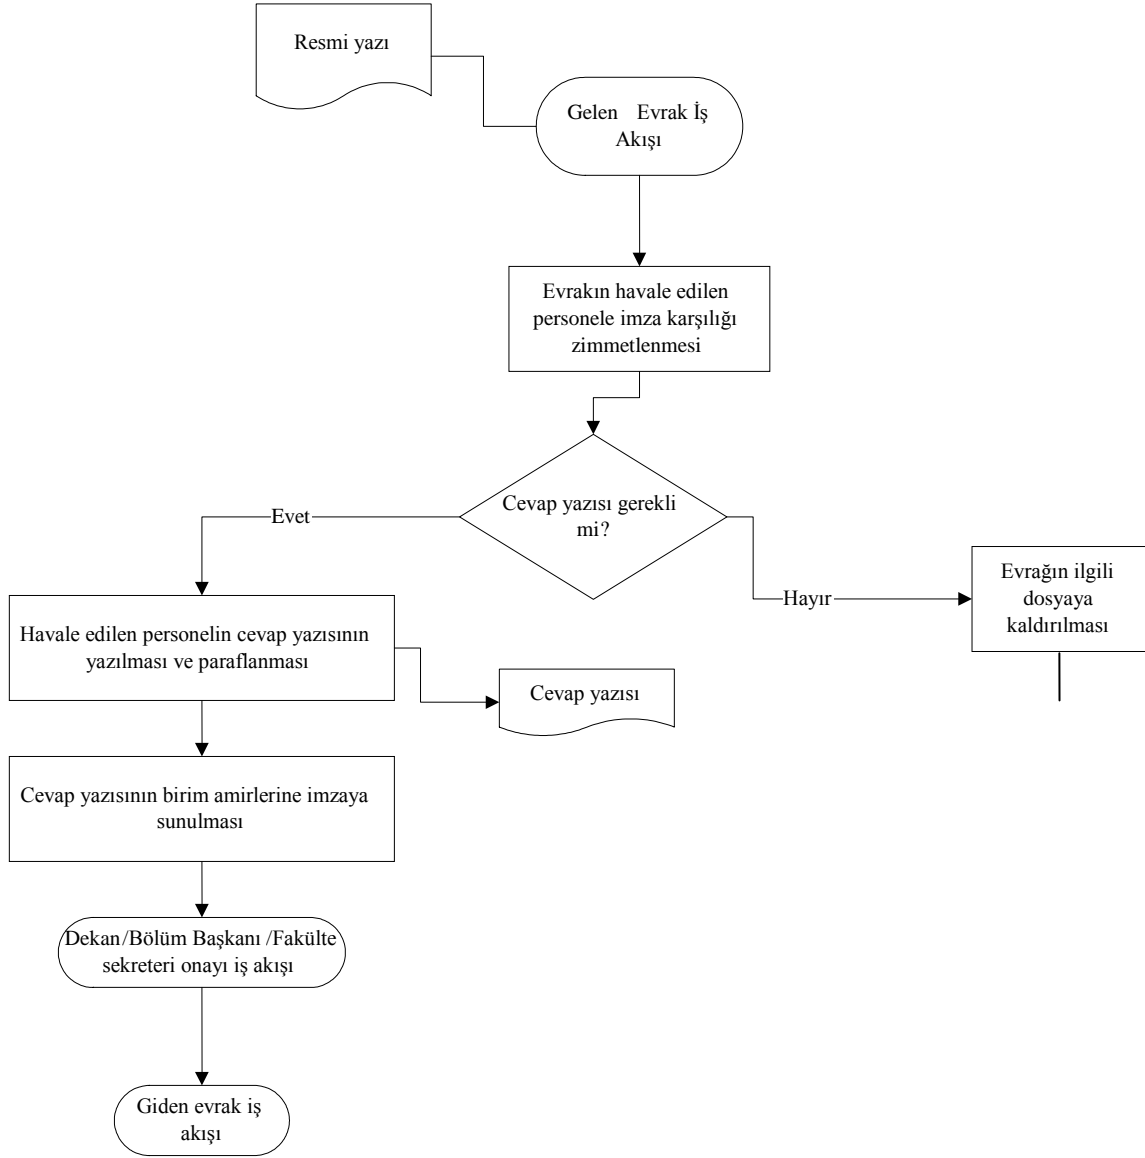 Resmi yazı
Gelen Evrak İş
Akışı
Evrakın havale edilen
personele imza karşılığı
zimmetlenmesi
Cevap yazısı gerekli
mi?
Evet
Hayır
Evrağın ilgili
dosyaya
kaldırılması
Havale edilen personelin cevap yazısının
yazılması ve paraflanması
Cevap yazısı
Cevap yazısının birim amirlerine imzaya
sunulması
Dekan/Bölüm Başkanı /Fakülte
sekreteri onayı iş akışı
Giden evrak iş
akışı